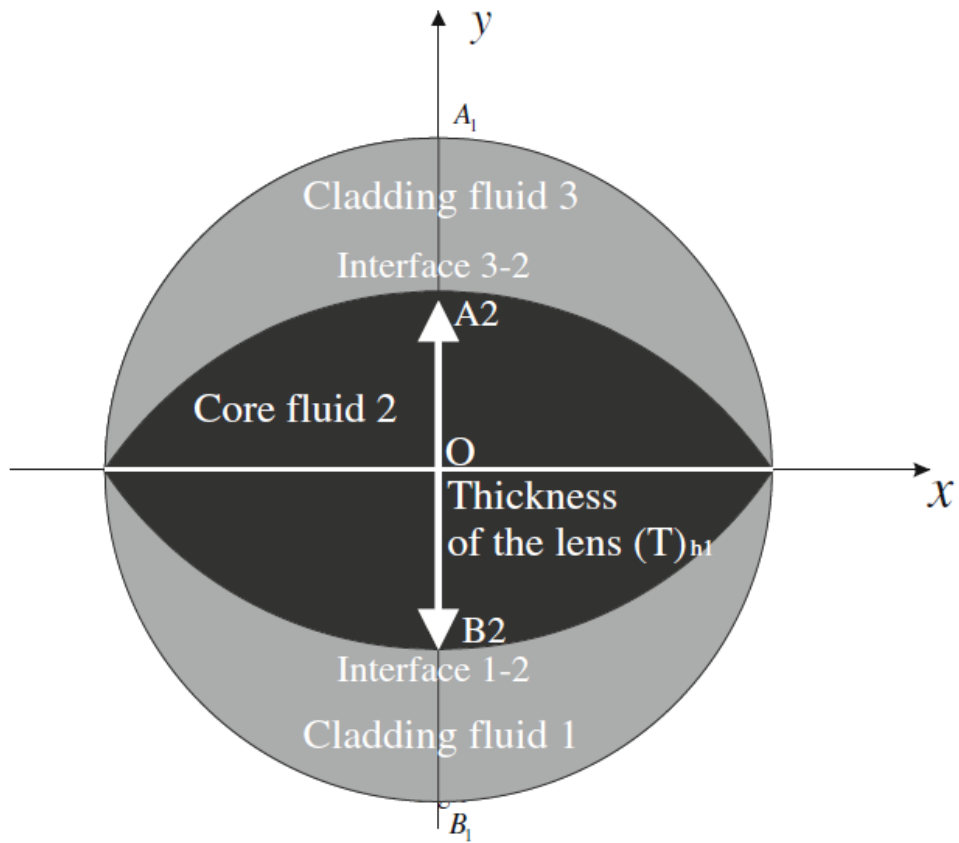 y
A1
Cladding fluid 3
Interface 3-2
A2
Core fluid 2
O
x
Thickness
of the lens (T)h1
B2
Interface 1-2
Cladding fluid 1
B1